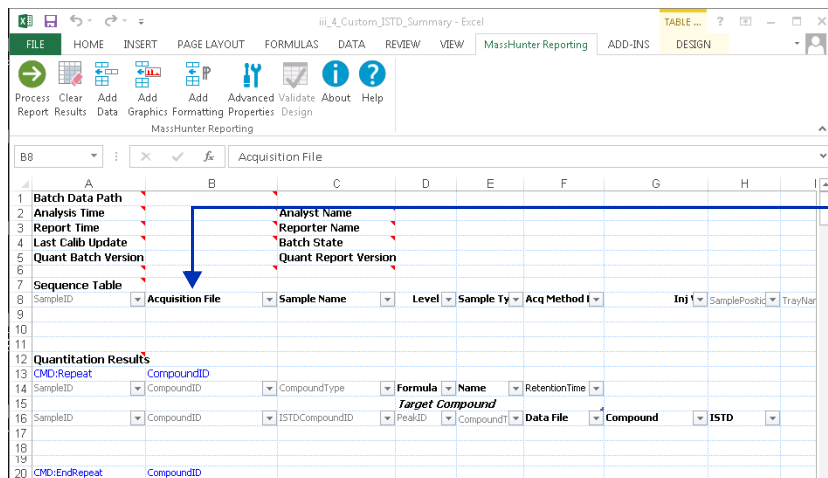 iii_4_Custom_ISTD_Summary - Excel
TABLE ...
FILE HOME INSERT PAGE LAYOUT FORMULAS DATA REVIEW VIEW MassHunter Reporting ADD-INS DESIGN
Process Clear Add Add Add Advanced Validate About Help
Report Results Data Graphics Formatting Properties Design
MassHunter Reporting
B8 fx Acquisition File
A B C D E F G H I
1 Batch Data Path
2 Analysis Time Analyst Name
3 Report Time Reporter Name
4 Last Calib Update Batch State
5 Quant Batch Version Quant Report Version
6
7 Sequence Table
8 SampleID Acquisition File Sample Name Level Sample Ty Acq Method Inj SamplePositic TrayNar
9
10
11
12 Quantitation Results
13 CMD:Repeat CompoundID
14 SampleID CompoundID CompoundType Formula Name RetentionTime
15 Target Compound
16 SampleID CompoundID ISTDCompoundID PeakID CompoundT Data File Compound ISTD
17
18
19
20 CMD:EndRepeat CompoundID